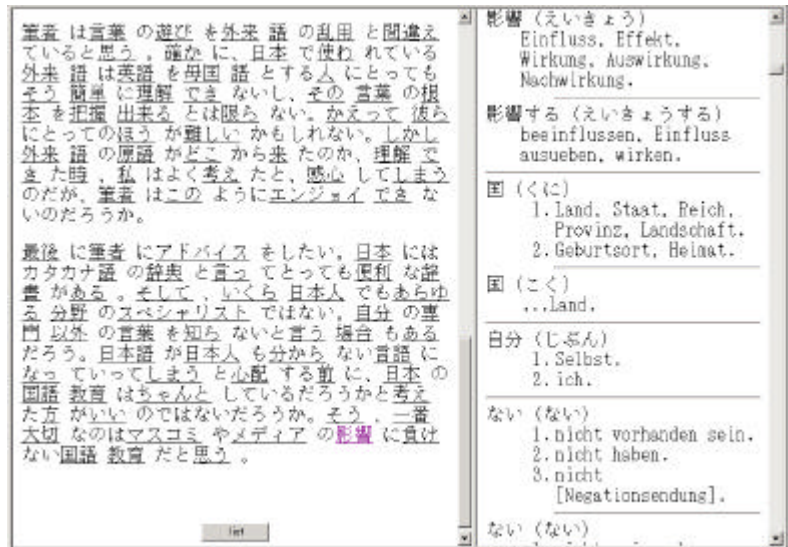 筆者 は言葉 の遊び を外来 語 の乱用 と間違え
ていると思う 。確か に、日本 で使わ れている
外来 語 は英語 を母国 語 とする人 にとっても
そう 簡単 に理解 でき ないし、その 言葉 の根
本 を把握 出来る とは限ら ない。かえって 彼ら
にとってのほう が難しい かもしれない。しかし
外来 語 の原語 がどこ から来 たのか、理解 で
き た時 、私 はよく考え たと、感心 してしまう
のだが、筆者 はこの ようにエンジョイ でき な
いのだろうか。
最後 に筆者 にアドバイス をしたい。日本 には
カタカナ語 の辞典 と言っ てとっても便利 な辞
書 がある 。そして 、いくら 日本人 でもあらゆ
る 分野 のスペシャリスト ではない。自分 の専
門 以外 の言葉 を知ら ないと言う 場合 もある
だろう。日本語 が日本人 も分から ない言語 に
なっ ていってしまう と心配 する前 に、日本 の
国語 教育 はちゃんと しているだろうかと考え
た方 がいい のではないだろうか。そう 、一番
大切 なのはマスコミ やメディア の影響 に負け
ない国語 教育 だと思う 。
list
影響 (えいきょう)
Einfluss, Effekt,
Wirkung, Auswirkung,
Nachwirkung.
影響する (えいきょうする)
beeinflussen, Einfluss
ausueben, wirken.
国 (くに)
1. Land, Staat, Reich,
Provinz, Landschaft.
2. Geburtsort, Heimat.
国 (こく)
...Land.
自分 (じぶん)
1. Selbst.
2. ich.
ない (ない)
1. nicht vorhanden sein.
2. nicht haben.
3. nicht
[Negationsendung].
ない (ない)